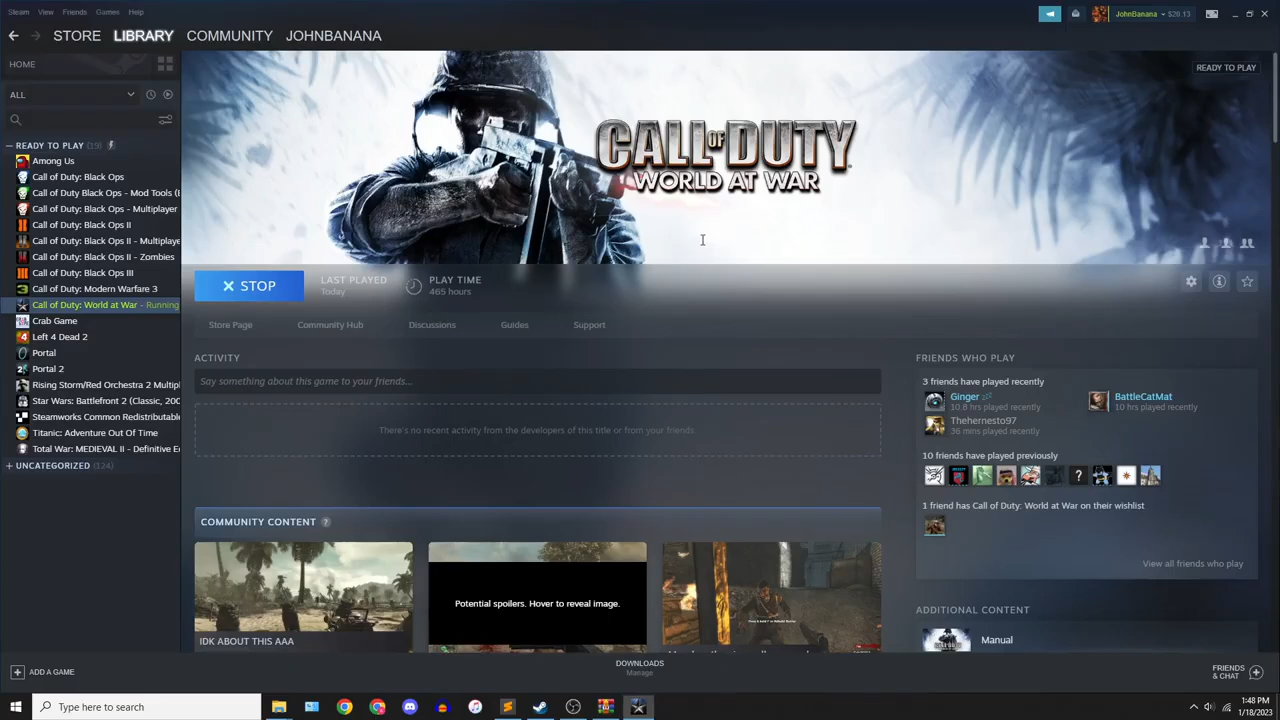 Steam View Friends Games Help
JohnBanana $20.13
STORE LIBRARY COMMUNITY JOHNBANANA
HOME
READY TO PLAY
ALL
CALL OF DUTY
WORLD AT WAR
READY TO PLAY (19)
Among Us
Call of Duty: Black Ops
Call of Duty: Black Ops - Mod Tools (B
Call of Duty: Black Ops - Multiplayer
Call of Duty: Black Ops II
Call of Duty: Black Ops II - Multiplaye
Call of Duty: Black Ops II - Zombies
Call of Duty: Black Ops III
Call of Duty: Modern Warfare 3
Call of Duty: World at War - Running
Crab Game
Left 4 Dead 2
Portal
Portal 2
Rising Storm/Red Orchestra 2 Multipl
Star Wars: Battlefront 2 (Classic, 200
Steamworks Common Redistributable
Titanic: Adventure Out Of Time
Total War: MEDIEVAL II - Definitive E
UNCATEGORIZED (124)
STOP
LAST PLAYED
Today
PLAY TIME
465 hours
Store Page Community Hub Discussions Guides Support
ACTIVITY
Say something about this game to your friends...
There's no recent activity from the developers of this title or from your friends.
COMMUNITY CONTENT ?
IDK ABOUT THIS AAA
Potential spoilers. Hover to reveal image.
FRIENDS WHO PLAY
3 friends have played recently
Ginger
10.8 hrs played recently
BattleCatMat
10 hrs played recently
Thehernesto97
36 mins played recently
10 friends have played previously
?
1 friend has Call of Duty: World at War on their wishlist
View all friends who play
ADDITIONAL CONTENT
Manual
ADD A GAME
DOWNLOADS
Manage
FRIENDS
& CHAT
Type here to search
1:48 PM
1/18/2023